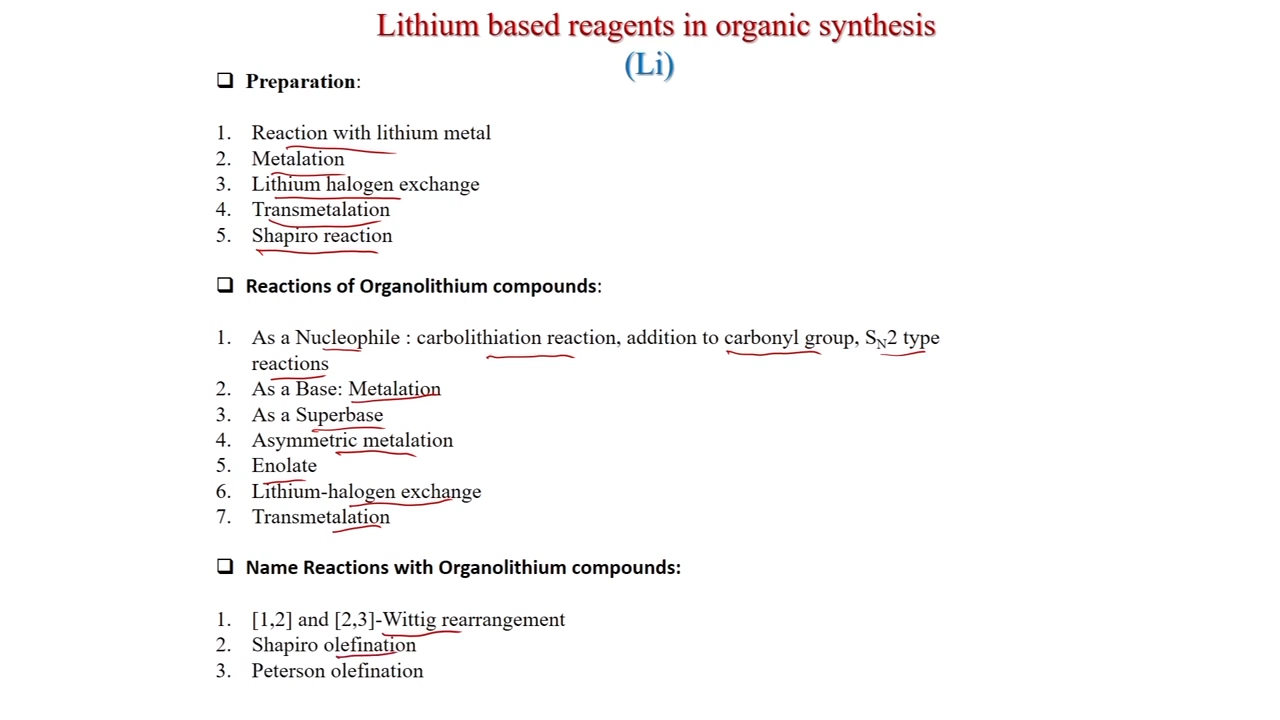 Lithium based reagents in organic synthesis
(Li)
❑ Preparation:
1. Reaction with lithium metal
2. Metalation
3. Lithium halogen exchange
4. Transmetalation
5. Shapiro reaction
❑ Reactions of Organolithium compounds:
1. As a Nucleophile : carbolithiation reaction, addition to carbonyl group, SN2 type
reactions
2. As a Base: Metalation
3. As a Superbase
4. Asymmetric metalation
5. Enolate
6. Lithium-halogen exchange
7. Transmetalation
❑ Name Reactions with Organolithium compounds:
1. [1,2] and [2,3]-Wittig rearrangement
2. Shapiro olefination
3. Peterson olefination